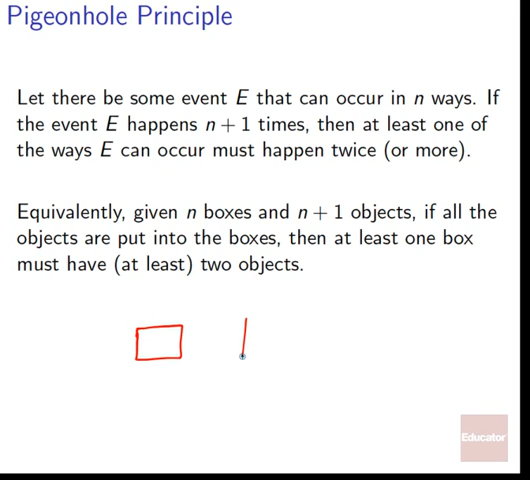 Pigeonhole Principle
Let there be some event E that can occur in n ways. If
the event E happens n + 1 times, then at least one of
the ways E can occur must happen twice (or more).
Equivalently, given n boxes and n + 1 objects, if all the
objects are put into the boxes, then at least one box
must have (at least) two objects.
Educator